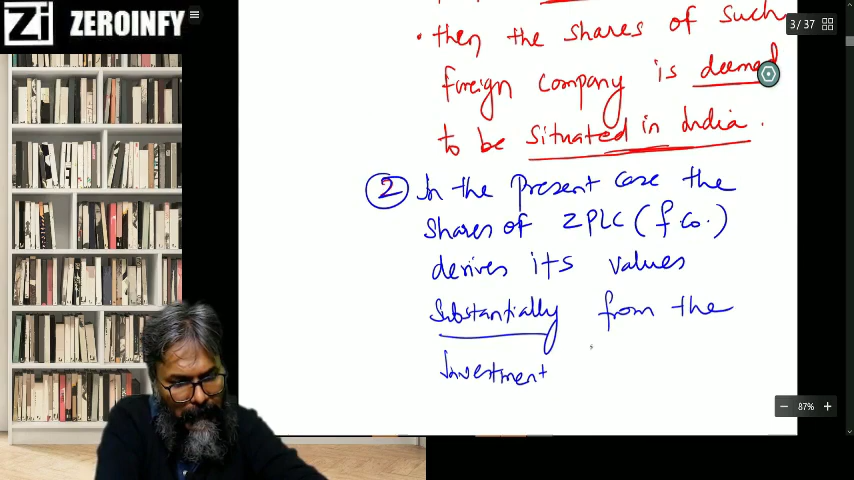 Zi ZEROINFY
3/37
• then the shares of such
foreign company is deemed
to be situated in India.
2 In the present case the
shares of ZPLC (f co.)
derives its values
substantially from the
Investment
87%